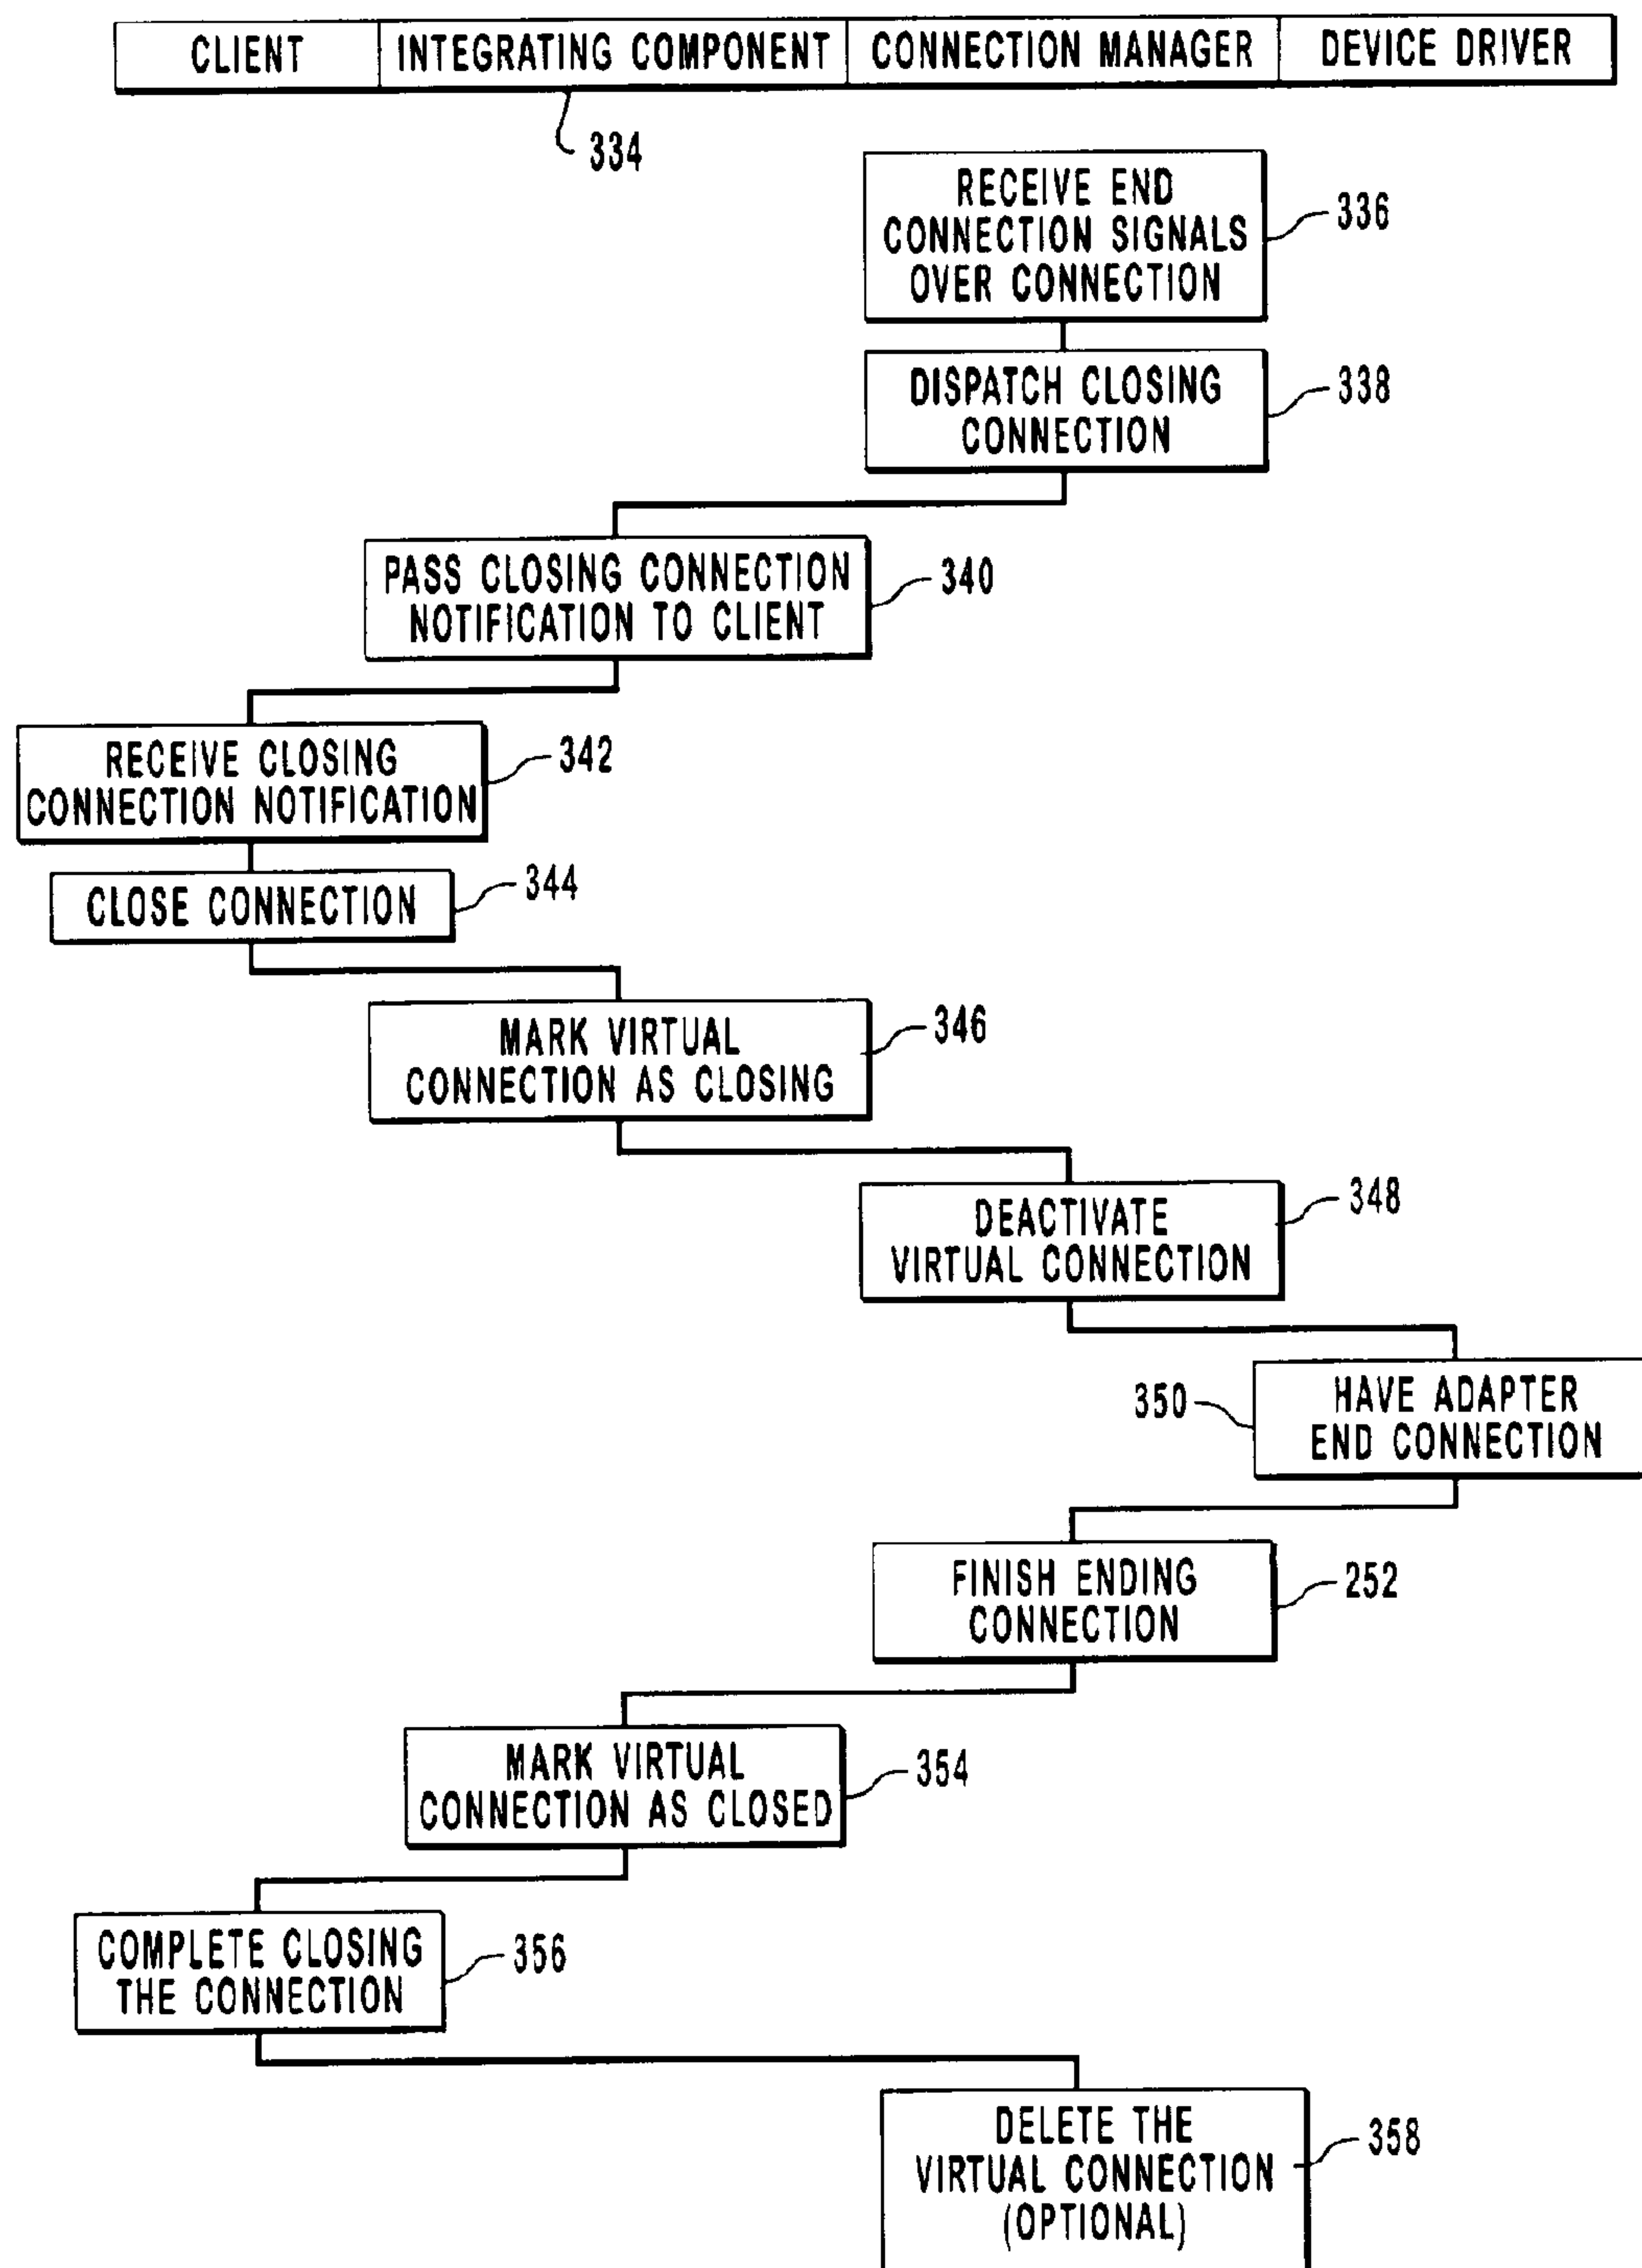 CLIENT INTEGRATING COMPONENT CONNECTION MANAGER DEVICE DRIVER
334
RECEIVE END
CONNECTION SIGNALS
OVER CONNECTION
336
DISPATCH CLOSING
CONNECTION
338
PASS CLOSING CONNECTION
NOTIFICATION TO CLIENT
340
RECEIVE CLOSING
CONNECTION NOTIFICATION
342
CLOSE CONNECTION
344
MARK VIRTUAL
CONNECTION AS CLOSING
346
DEACTIVATE
VIRTUAL CONNECTION
348
350
HAVE ADAPTER
END CONNECTION
FINISH ENDING
CONNECTION
252
MARK VIRTUAL
CONNECTION AS CLOSED
354
COMPLETE CLOSING
THE CONNECTION
356
DELETE THE
VIRTUAL CONNECTION
(OPTIONAL)
358